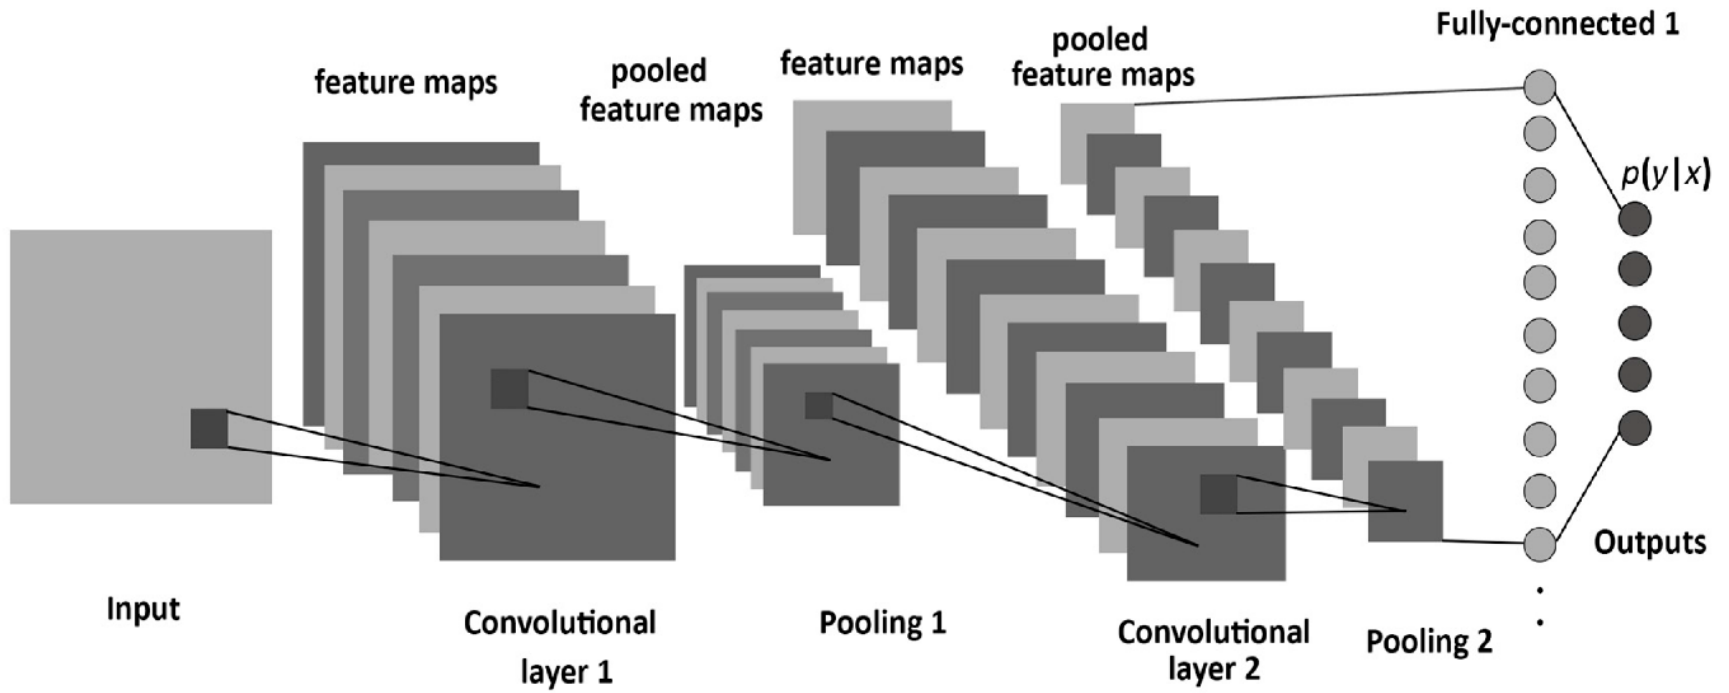 Fully-connected 1
pooled
feature maps
feature maps
pooled
feature maps
feature maps
p(y|x)
Outputs
Input
Convolutional
layer 1
Pooling 1
Convolutional
layer 2
Pooling 2